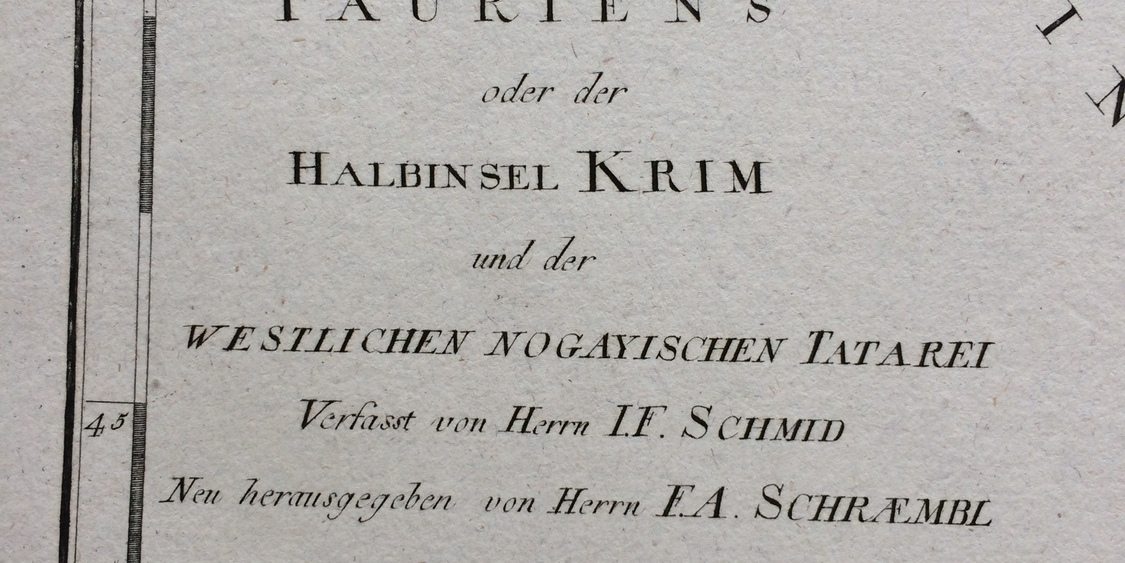 TAURIENS
oder der
HALBINSEL KRIM
und der
WESTLICHEN NOGAYISCHEN TATAREI
Verfasst von Herrn I.F. SCHMID
45
Neu herausgegeben von Herrn F.A. SCHRÆMBL
I
N